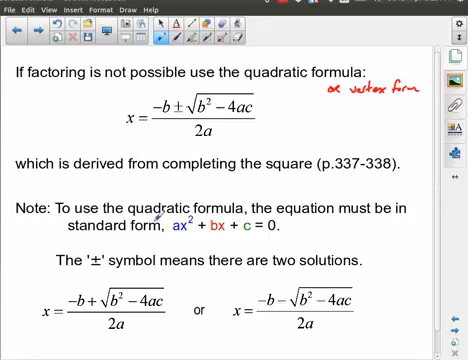 File Edit View Insert Format
If factoring is not possible use the quadratic formula:
or vertex form
x = −b ± √b² − 4ac / 2a
which is derived from completing the square (p.337-338).
Note: To use the quadratic formula, the equation must be in
standard form, ax² + bx + c = 0.
The '±' symbol means there are two solutions.
x = −b + √b² − 4ac / 2a or x = −b − √b² − 4ac / 2a